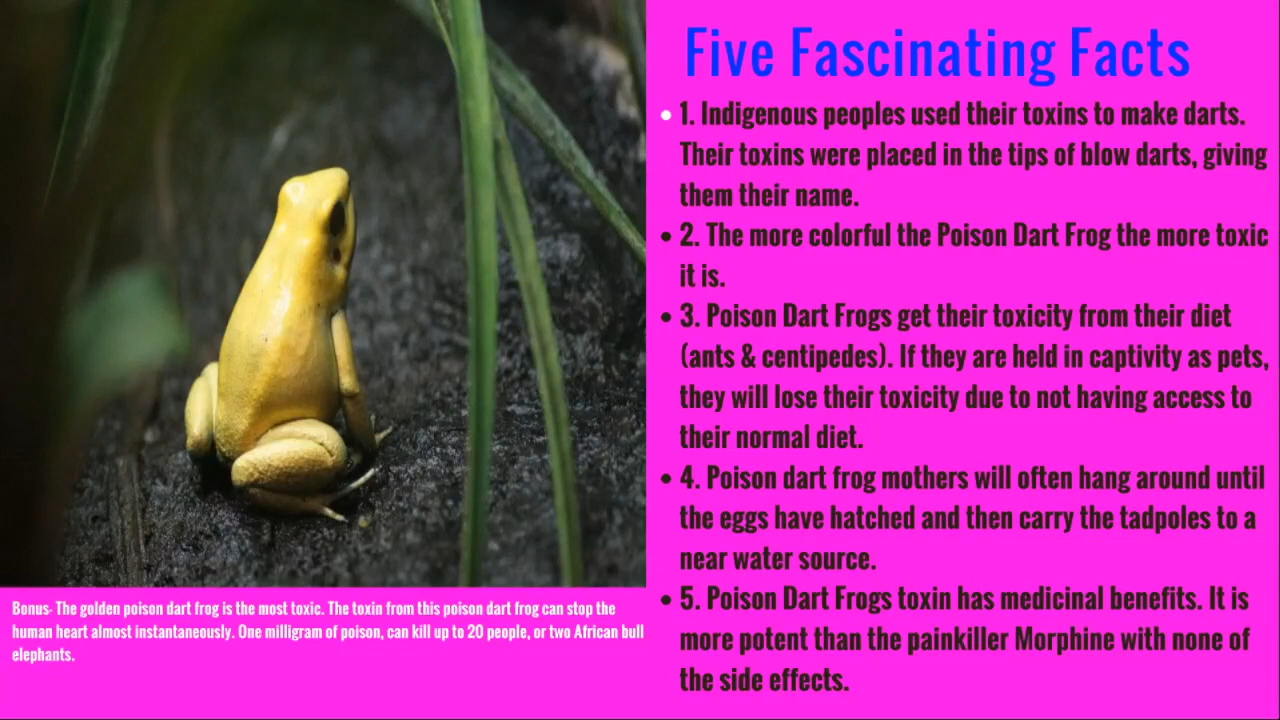 Five Fascinating Facts
1. Indigenous peoples used their toxins to make darts.
Their toxins were placed in the tips of blow darts, giving
them their name.
2. The more colorful the Poison Dart Frog the more toxic
it is.
3. Poison Dart Frogs get their toxicity from their diet
(ants & centipedes). If they are held in captivity as pets,
they will lose their toxicity due to not having access to
their normal diet.
4. Poison dart frog mothers will often hang around until
the eggs have hatched and then carry the tadpoles to a
near water source.
5. Poison Dart Frogs toxin has medicinal benefits. It is
more potent than the painkiller Morphine with none of
the side effects.
Bonus- The golden poison dart frog is the most toxic. The toxin from this poison dart frog can stop the
human heart almost instantaneously. One milligram of poison, can kill up to 20 people, or two African bull
elephants.